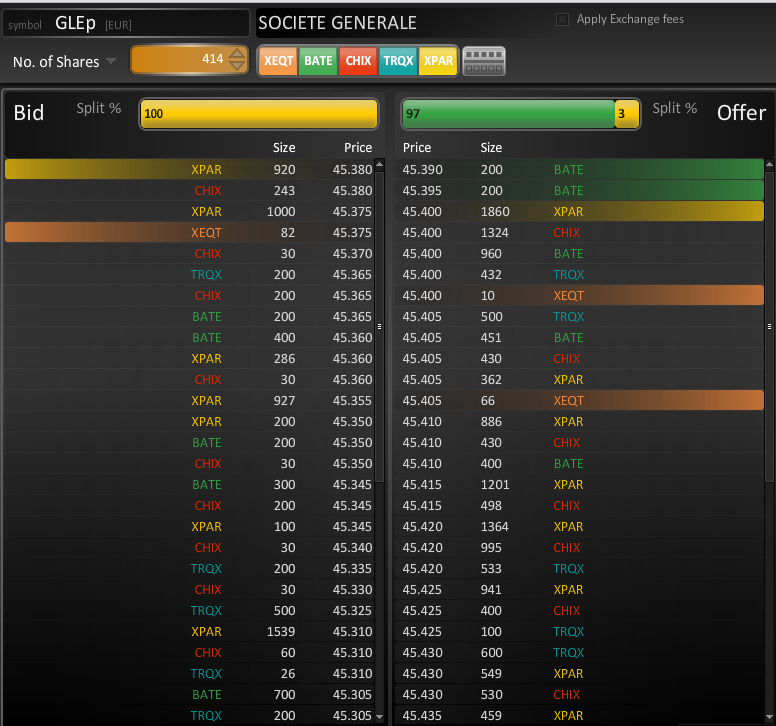 symbol GLEp [EUR] SOCIETE GENERALE Apply Exchange fees
No. of Shares 414 XEQT BATE CHIX TRQX XPAR
Bid Split % 100 97 3 Split % Offer
Size Price Price Size
XPAR 920 45.380 45.390 200 BATE
CHIX 243 45.380 45.395 200 BATE
XPAR 1000 45.375 45.400 1860 XPAR
XEQT 82 45.375 45.400 1324 CHIX
CHIX 30 45.370 45.400 960 BATE
TRQX 200 45.365 45.400 432 TRQX
CHIX 200 45.365 45.400 10 XEQT
BATE 200 45.365 45.405 500 TRQX
BATE 400 45.360 45.405 451 BATE
XPAR 286 45.360 45.405 430 CHIX
CHIX 30 45.360 45.405 362 XPAR
XPAR 927 45.355 45.405 66 XEQT
XPAR 200 45.350 45.410 886 XPAR
BATE 200 45.350 45.410 430 CHIX
CHIX 30 45.350 45.410 400 BATE
BATE 300 45.345 45.415 1201 XPAR
CHIX 200 45.345 45.415 498 CHIX
XPAR 100 45.345 45.420 1364 XPAR
CHIX 30 45.340 45.420 995 CHIX
TRQX 200 45.335 45.420 533 TRQX
CHIX 30 45.330 45.425 941 XPAR
TRQX 500 45.325 45.425 400 CHIX
XPAR 1539 45.310 45.425 100 TRQX
CHIX 60 45.310 45.430 600 TRQX
TRQX 26 45.310 45.430 549 XPAR
BATE 700 45.305 45.430 530 CHIX
TRQX 200 45.305 45.435 459 XPAR